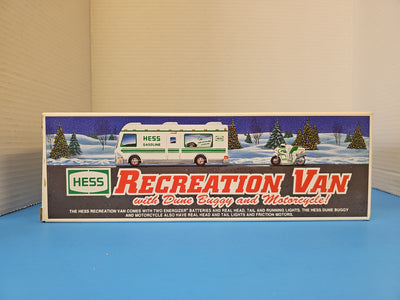 HESS
GASOLINE
HESS
RECREATION VAN
with Dune Buggy and Motorcycle!
THE HESS RECREATION VAN COMES WITH TWO ENERGIZER® BATTERIES AND REAL HEAD, TAIL AND RUNNING LIGHTS. THE HESS DUNE BUGGY
AND MOTORCYCLE ALSO HAVE REAL HEAD AND TAIL LIGHTS AND FRICTION MOTORS.